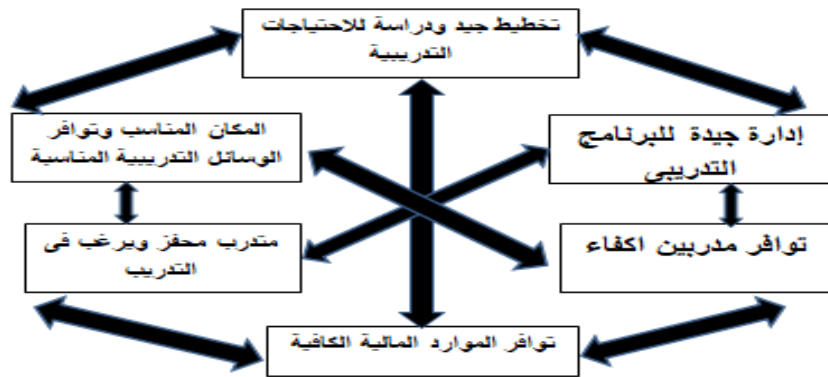 تخطيط جيد ودراسة للاحتياجات
التدريبية
إدارة جيدة للبرنامج
التدريبي
المكان المناسب وتوافر
الوسائل التدريبية المناسبة
توافر مدربين اكفاء
متدرب محفز ويرغب فى
التدريب
توافر الموارد المالية الكافية